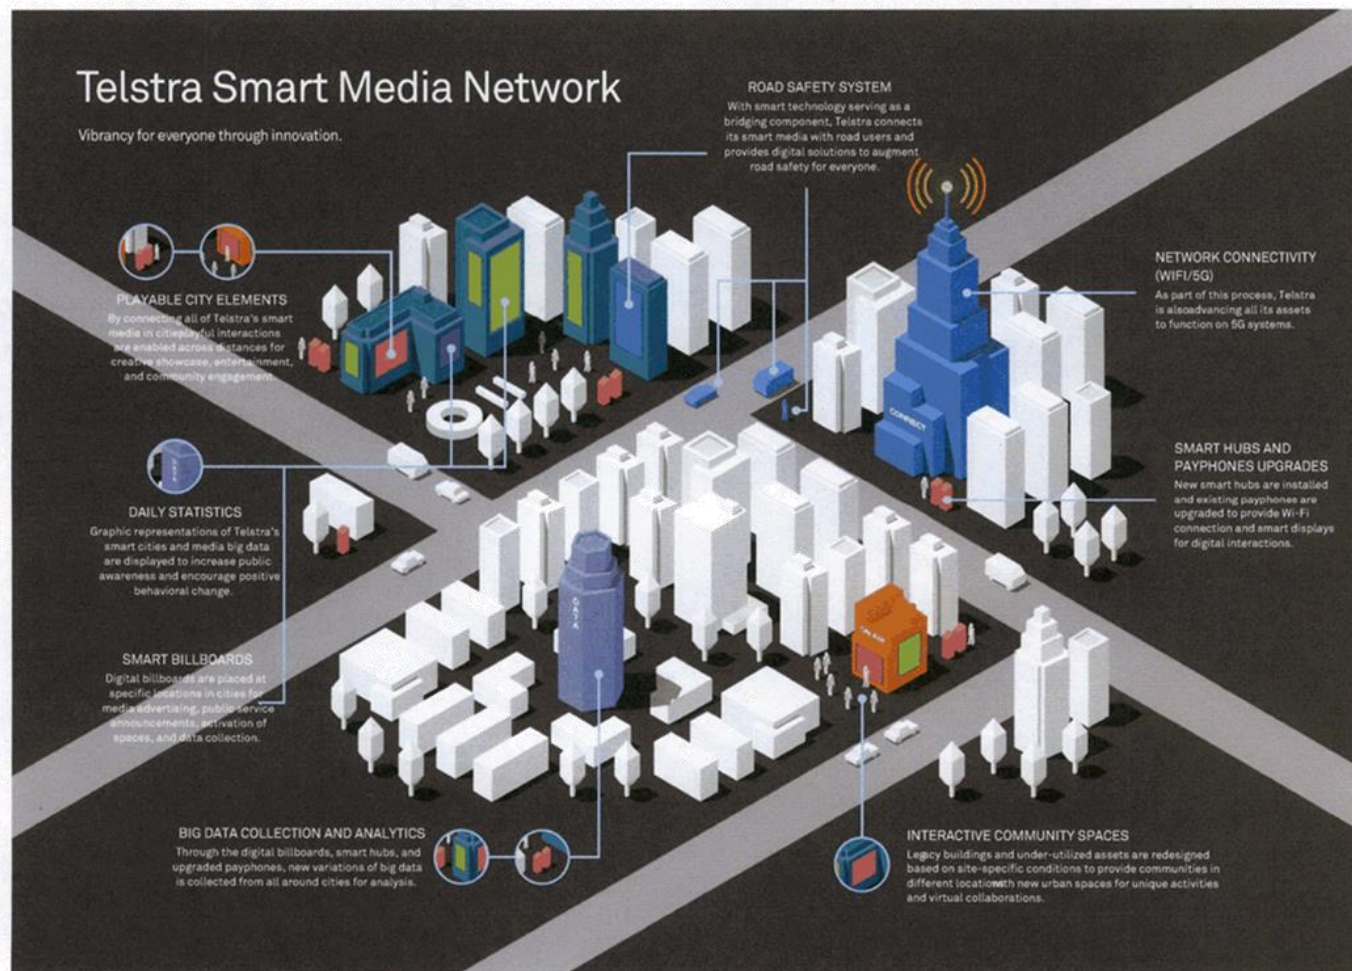 Telstra Smart Media Network
Vibrancy for everyone through innovation.
ROAD SAFETY SYSTEM
With smart technology serving as a
bridging component, Telstra connects
its smart media with road users and
provides digital solutions to augment
road safety for everyone.
PLAYABLE CITY ELEMENTS
By connecting all of Telstra's smart
media in citieplayful interactions
are enabled across distances for
creative showcase, entertainment,
and community engagement.
NETWORK CONNECTIVITY
(WIFI/5G)
As part of this process, Telstra
is alsoadvancing all its assets
to function on 5G systems.
CONNECT
SMART HUBS AND
PAYPHONES UPGRADES
New smart hubs are installed
and existing payphones are
upgraded to provide Wi-Fi
connection and smart displays
for digital interactions.
DAILY STATISTICS
Graphic representations of Telstra's
smart cities and media big data
are displayed to increase public
awareness and encourage positive
behavioral change.
DATA
SMART BILLBOARDS
Digital billboards are placed at
specific locations in cities for
media advertising, public service
announcements, activation of
spaces, and data collection.
BIG DATA COLLECTION AND ANALYTICS
Through the digital billboards, smart hubs, and
upgraded payphones, new variations of big data
is collected from all around cities for analysis.
INTERACTIVE COMMUNITY SPACES
Legacy buildings and under-utilized assets are redesigned
based on site-specific conditions to provide communities in
different locations with new urban spaces for unique activities
and virtual collaborations.